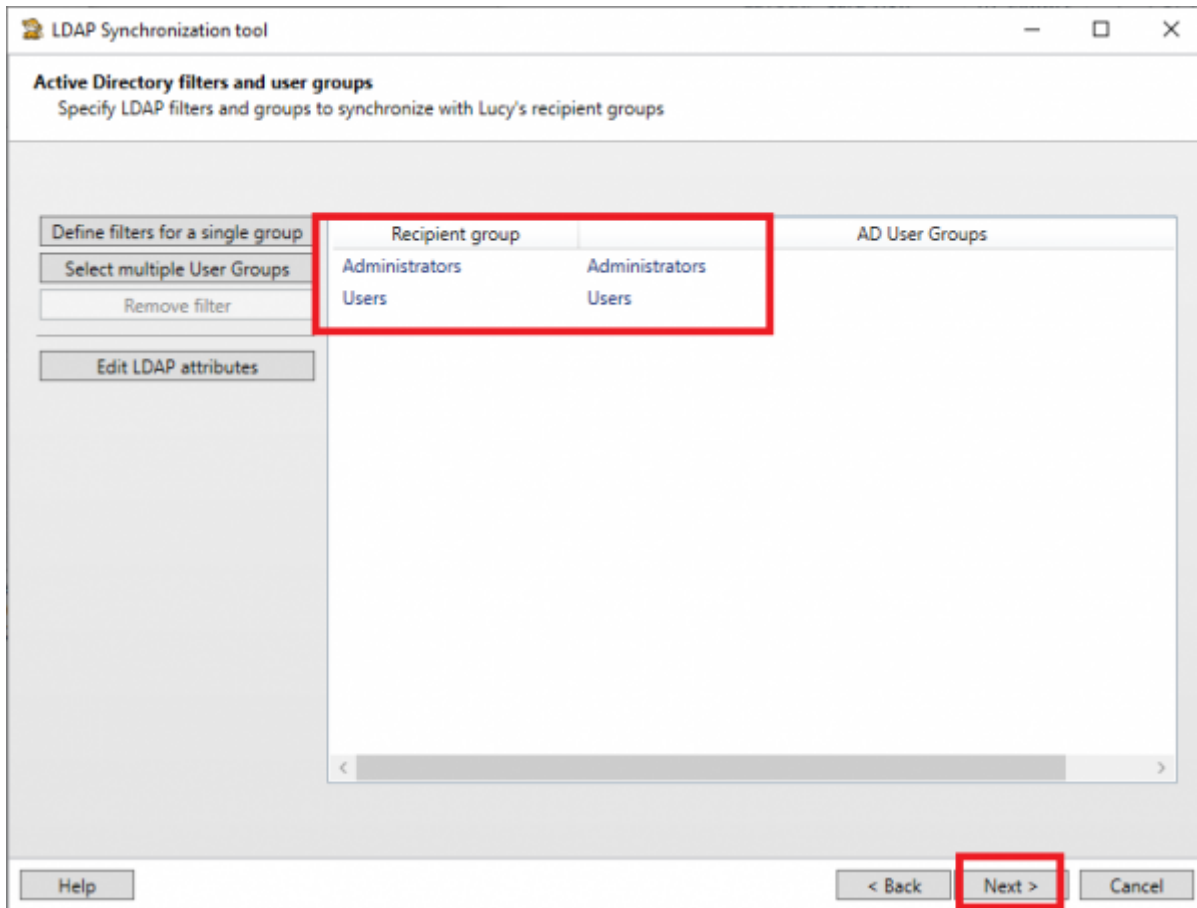 LDAP Synchronization tool
Active Directory filters and user groups
Specify LDAP filters and groups to synchronize with Lucy's recipient groups
Define filters for a single group
Select multiple User Groups
Remove filter
Edit LDAP attributes
Recipient group AD User Groups
Administrators Administrators
Users Users
Help < Back Next > Cancel